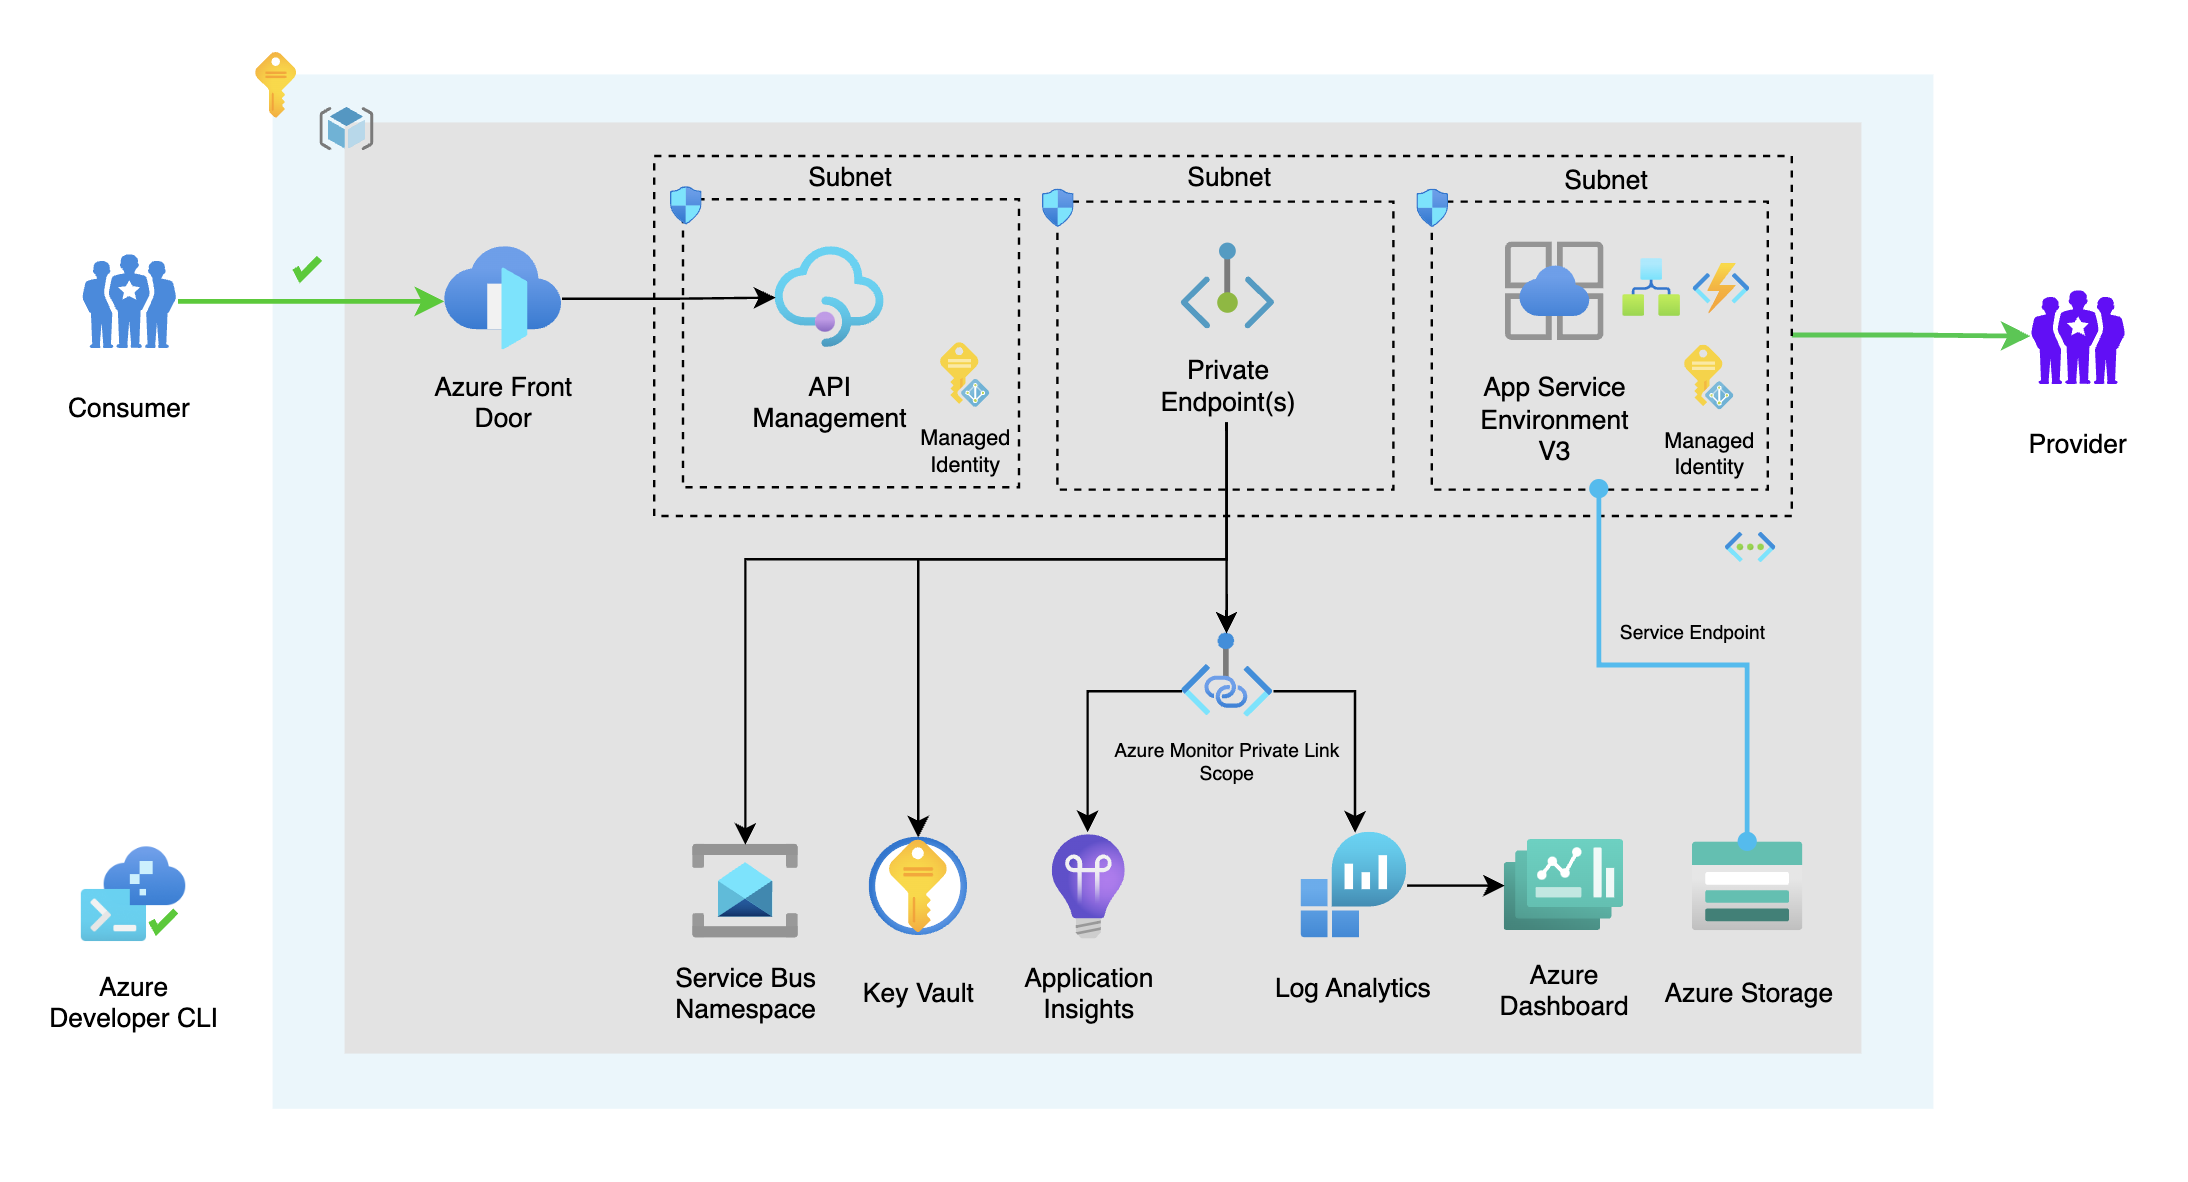 Subnet
Subnet
Subnet
Consumer
Azure Front
Door
API
Management
Managed
Identity
Private
Endpoint(s)
App Service
Environment
V3
Managed
Identity
Provider
Service Endpoint
Azure Monitor Private Link
Scope
Azure
Developer CLI
Service Bus
Namespace
Key Vault
Application
Insights
Log Analytics
Azure
Dashboard
Azure Storage